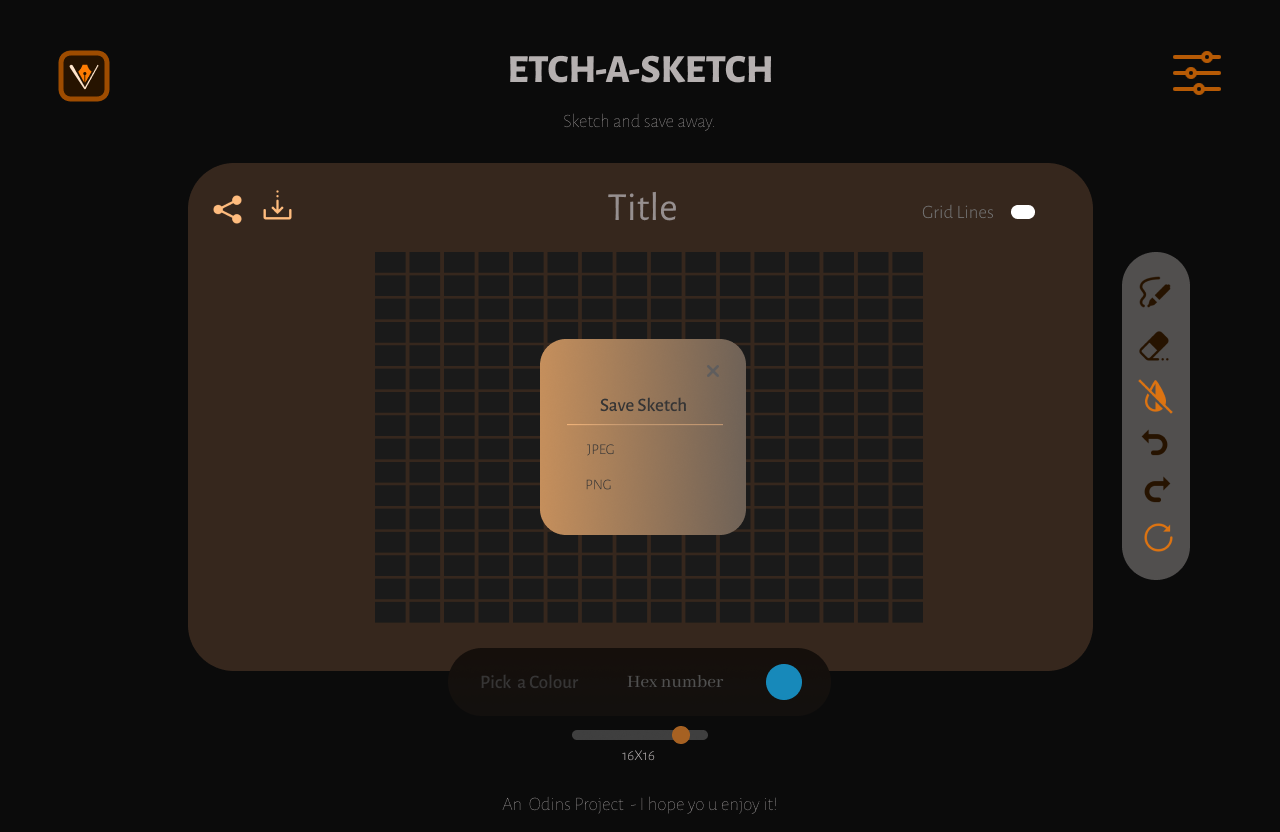 ETCH-A-SKETCH
Sketch and save away.
Title
Grid Lines
Save Sketch
JPEG
PNG
Pick a Colour
Hex number
16X16
An Odins Project - I hope yo u enjoy it!